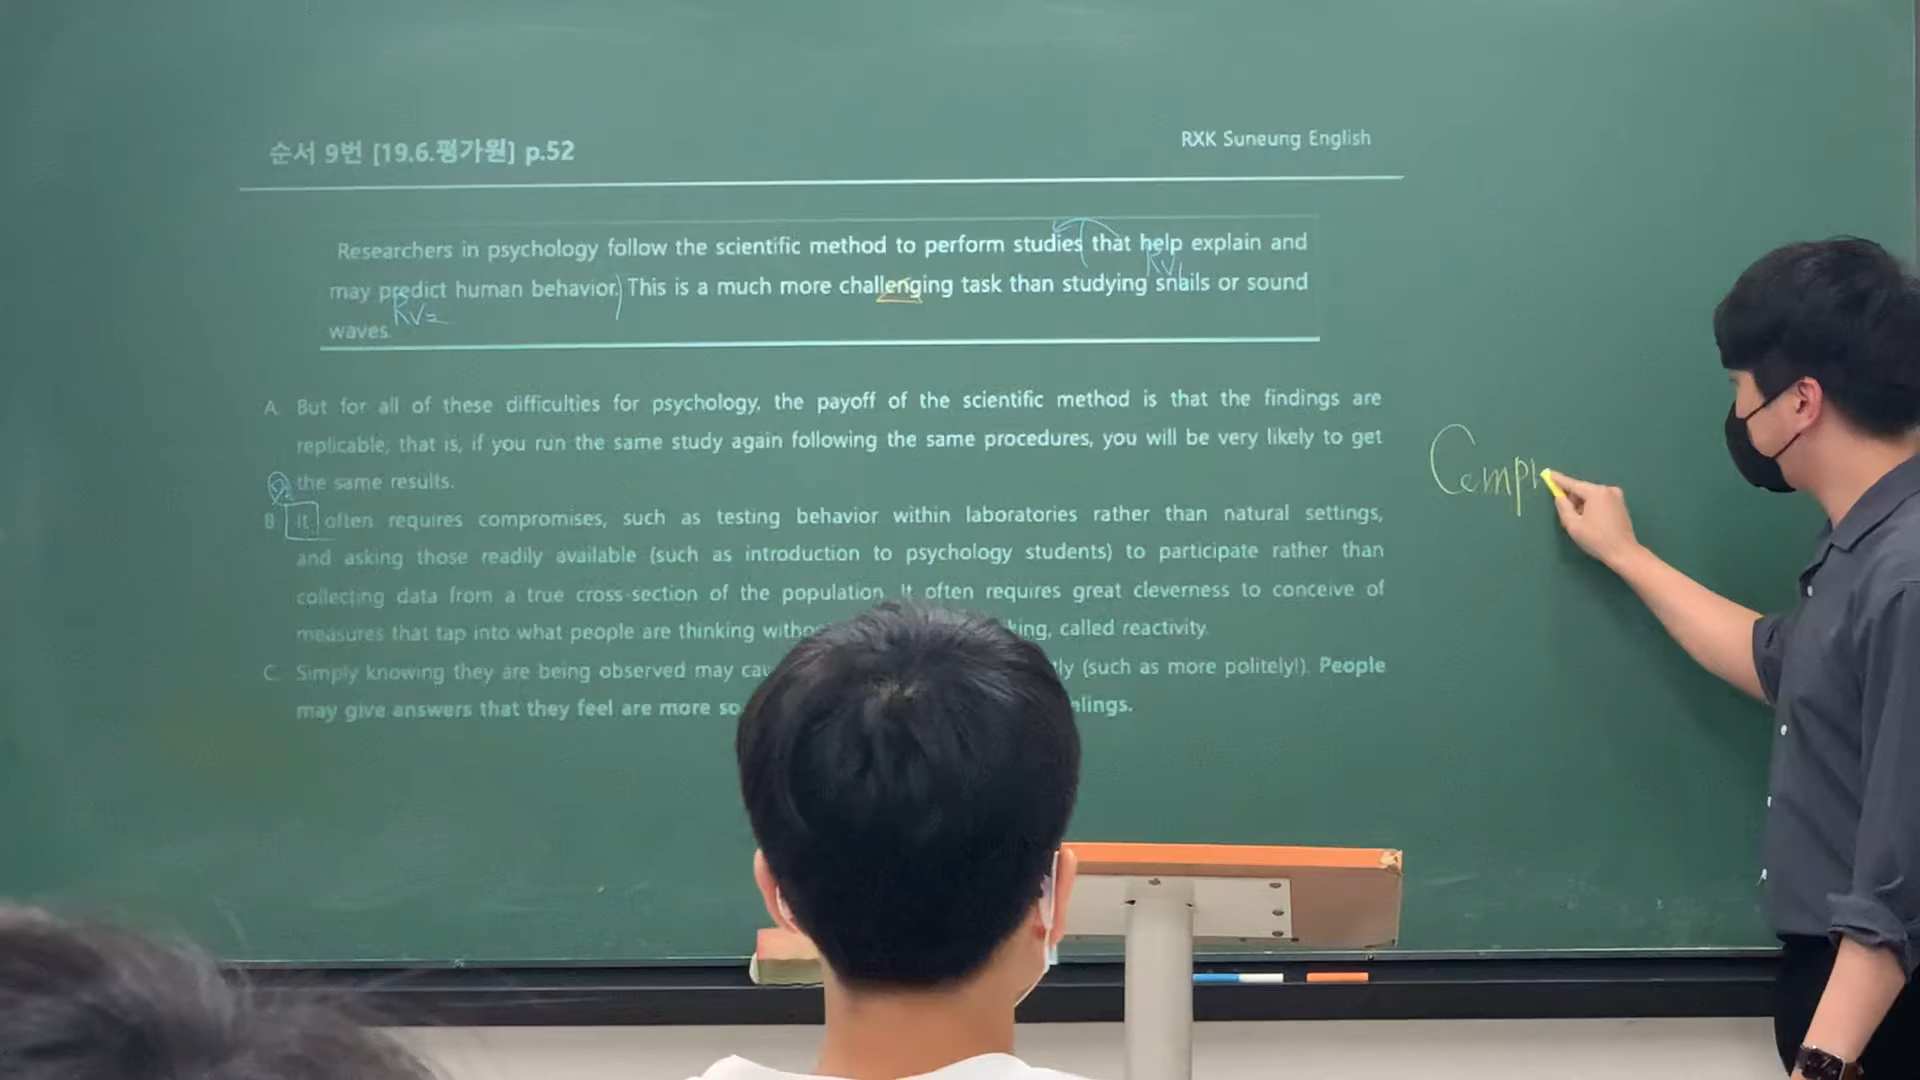 순서 9번 [19.6.평가원] p.52
RXK Suneung English
Researchers in psychology follow the scientific method to perform studies that help explain and
may predict human behavior. This is a much more challenging task than studying snails or sound
waves.
A. But for all of these difficulties for psychology, the payoff of the scientific method is that the findings are
replicable, that is, if you run the same study again following the same procedures, you will be very likely to get
the same results.
B It often requires compromises, such as testing behavior within laboratories rather than natural settings,
and asking those readily available (such as introduction to psychology students) to participate rather than
collecting data from a true cross-section of the population. It often requires great cleverness to conceive of
measures that tap into what people are thinking called reactivity.
C. Simply knowing they are being observed may (such as more politely!). People
may give answers that they feel are more
RV1
RV2
Comp